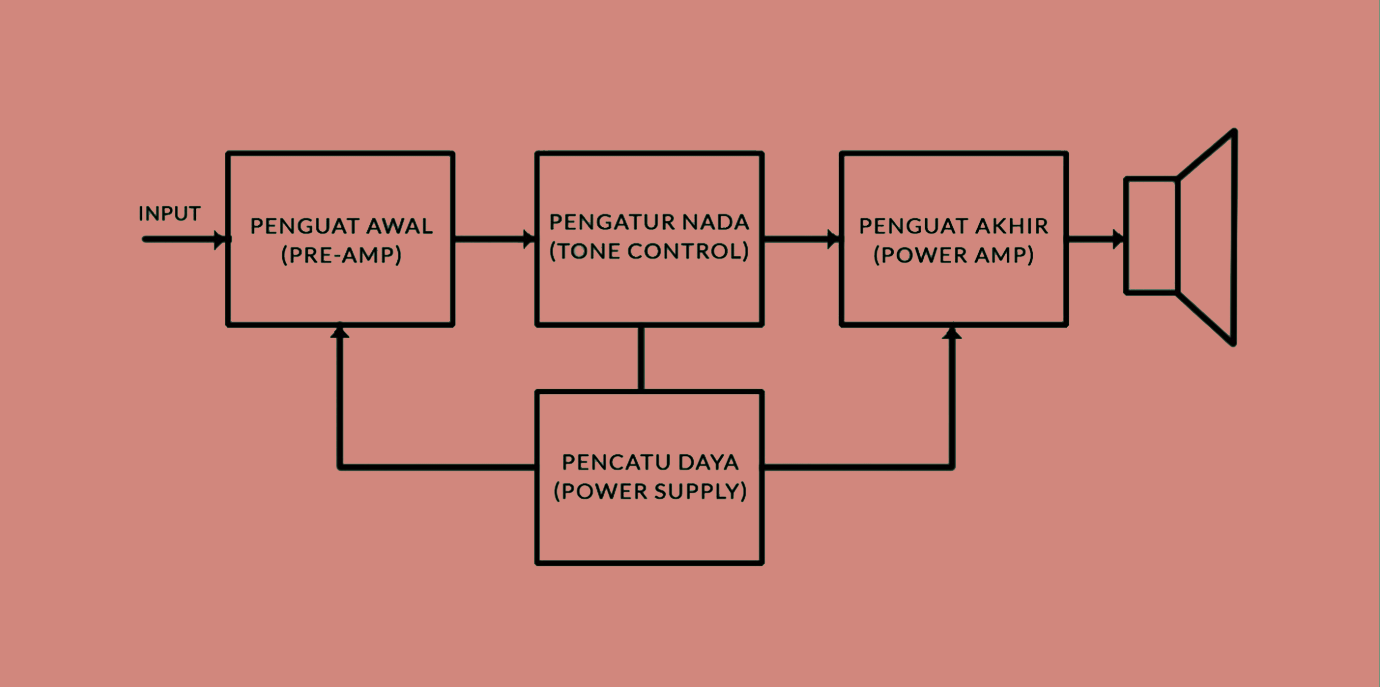 INPUT
PENGUAT AWAL
(PRE-AMP)
PENGATUR NADA
(TONE CONTROL)
PENGUAT AKHIR
(POWER AMP)
PENCATU DAYA
(POWER SUPPLY)